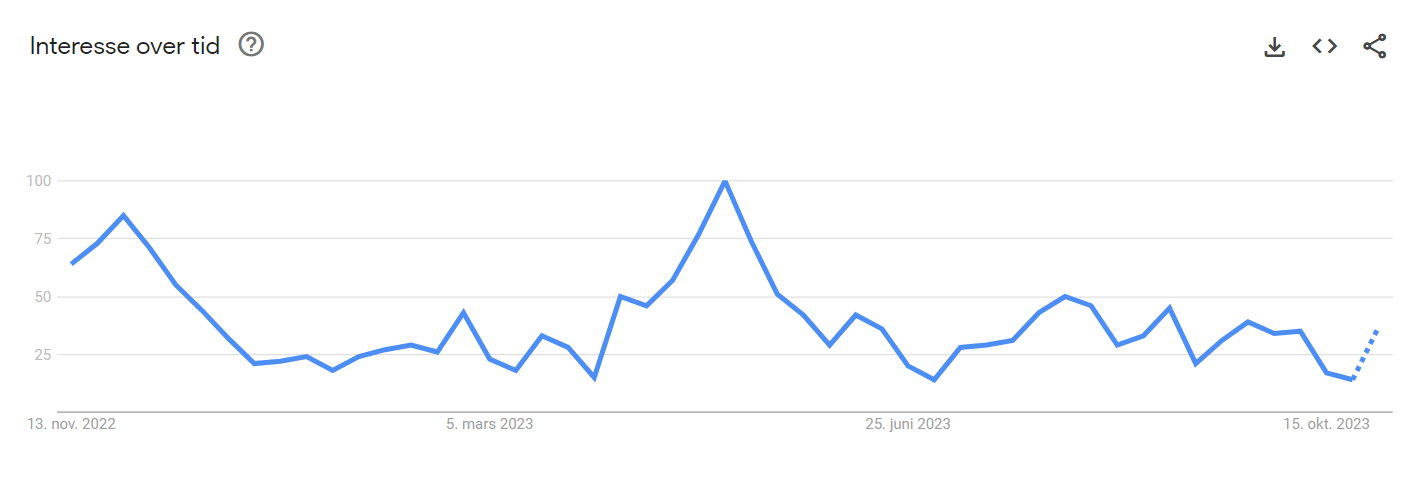 Interesse over tid
100
75
50
25
13. nov. 2022
5. mars 2023
25. juni 2023
15. okt. 2023